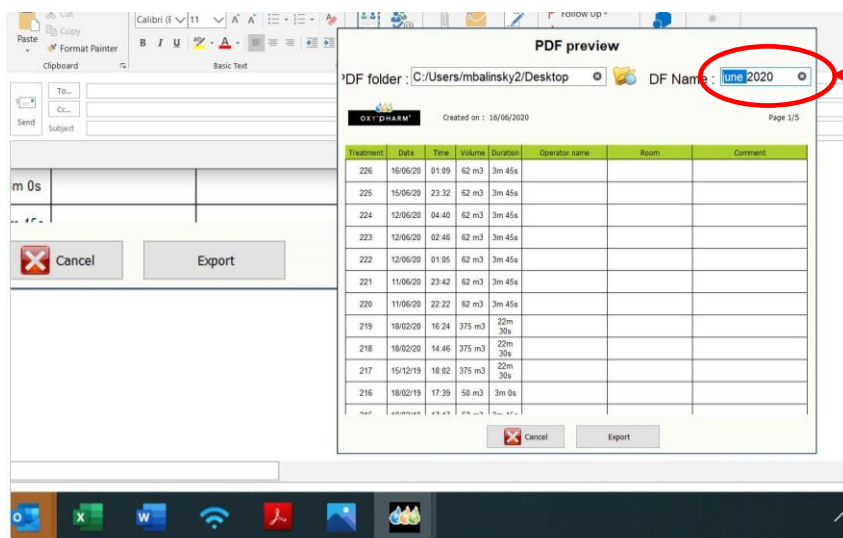 Cut
Copy
Paste
Format Painter
Clipboard
Calibri (E 11 A A
B I U A
Basic Text
Follow Up
To...
Cc...
Send
Subject
m 0s
Cancel Export
PDF preview
PDF folder : C:/Users/mbalinsky2/Desktop DF Name : june 2020
OXY'PHARM Created on : 16/06/2020 Page 1/5
Treatment Date Time Volume Duration Operator name Room Comment
226 16/06/20 01:09 62 m3 3m 45s
225 15/06/20 23:32 62 m3 3m 45s
224 12/06/20 04:40 62 m3 3m 45s
223 12/06/20 02:46 62 m3 3m 45s
222 12/06/20 01:05 62 m3 3m 45s
221 11/06/20 23:42 62 m3 3m 45s
220 11/06/20 22:22 62 m3 3m 45s
219 18/02/20 16:24 375 m3 22m 30s
218 18/02/20 14:46 375 m3 22m 30s
217 15/12/19 18:02 375 m3 22m 30s
216 18/02/19 17:39 50 m3 3m 0s
Cancel Export